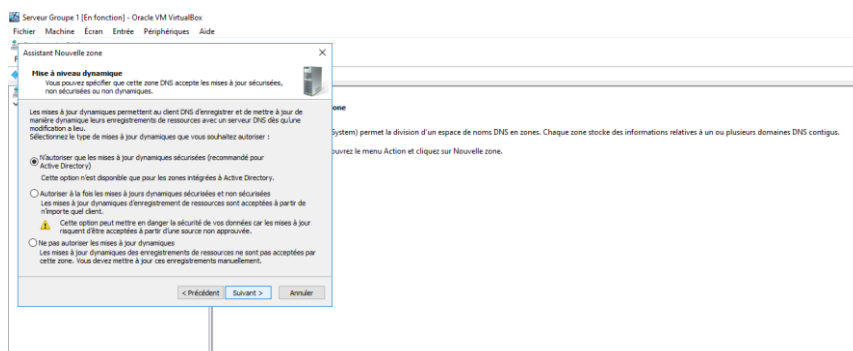 Serveur Groupe 1 [En fonction] - Oracle VM VirtualBox
Fichier Machine Écran Entrée Périphériques Aide
Assistant Nouvelle zone
Mise à niveau dynamique
Vous pouvez spécifier que cette zone DNS accepte les mises à jour sécurisées,
non sécurisées ou non dynamiques.
Les mises à jour dynamiques permettent au client DNS d'enregistrer et de mettre à jour de
manière dynamique leurs enregistrements de ressources avec un serveur DNS dès qu'une
modification a lieu.
Sélectionnez le type de mises à jour dynamiques que vous souhaitez autoriser :
N'autoriser que les mises à jour dynamiques sécurisées (recommandé pour
Active Directory)
Cette option n'est disponible que pour les zones intégrées à Active Directory.
Autoriser à la fois les mises à jours dynamiques sécurisées et non sécurisées
Les mises à jour dynamiques d'enregistrement de ressources sont acceptées à partir de
n'importe quel client.
Cette option peut mettre en danger la sécurité de vos données car les mises à jour
risquent d'être acceptées à partir d'une source non approuvée.
Ne pas autoriser les mises à jour dynamiques
Les mises à jour dynamiques des enregistrements de ressources ne sont pas acceptées par
cette zone. Vous devez mettre à jour ces enregistrements manuellement.
< Précédent Suivant > Annuler
one
System) permet la division d'un espace de noms DNS en zones. Chaque zone stocke des informations relatives à un ou plusieurs domaines DNS contigus.
ouvrez le menu Action et cliquez sur Nouvelle zone.